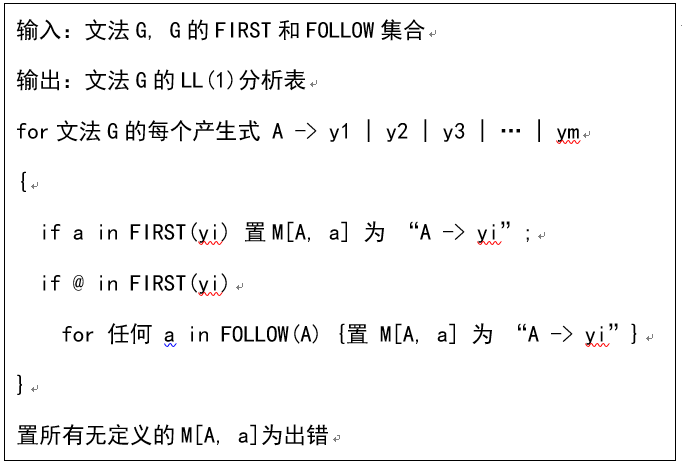 输入：文法G, G的FIRST和FOLLOW集合
输出：文法G的LL(1)分析表
for 文法G的每个产生式 A -> y1 | y2 | y3 | … | ym
{
if a in FIRST(yi) 置M[A, a] 为 “A -> yi”;
if @ in FIRST(yi)
for 任何 a in FOLLOW(A) {置 M[A, a] 为 “A -> yi”}
}
置所有无定义的M[A, a]为出错